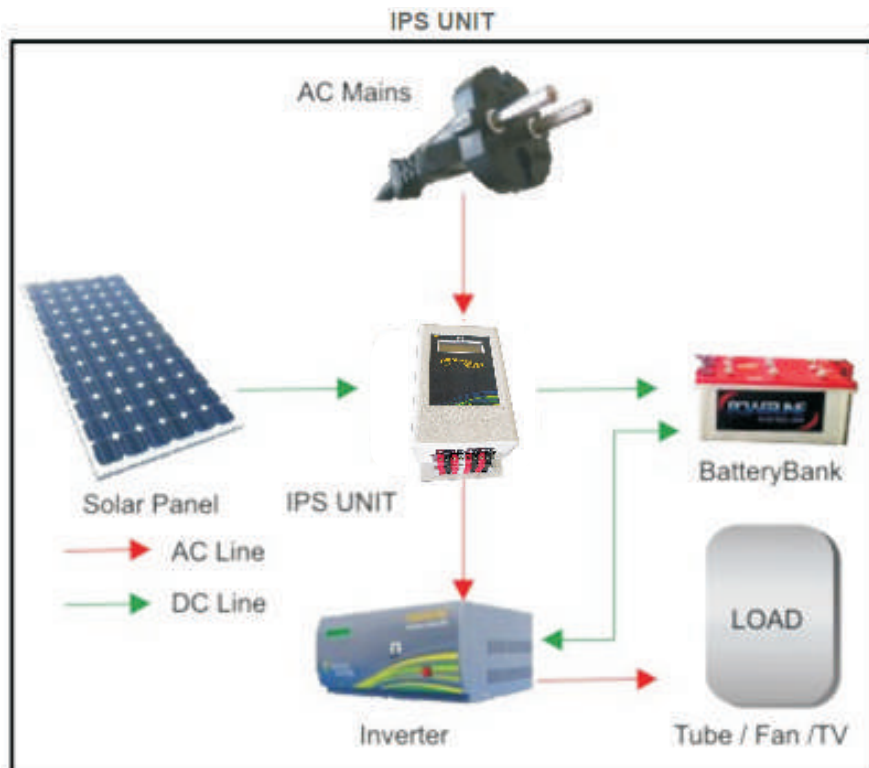 IPS UNIT
AC Mains
Solar Panel
IPS UNIT
BatteryBank
AC Line
DC Line
LOAD
Inverter
Tube / Fan /TV